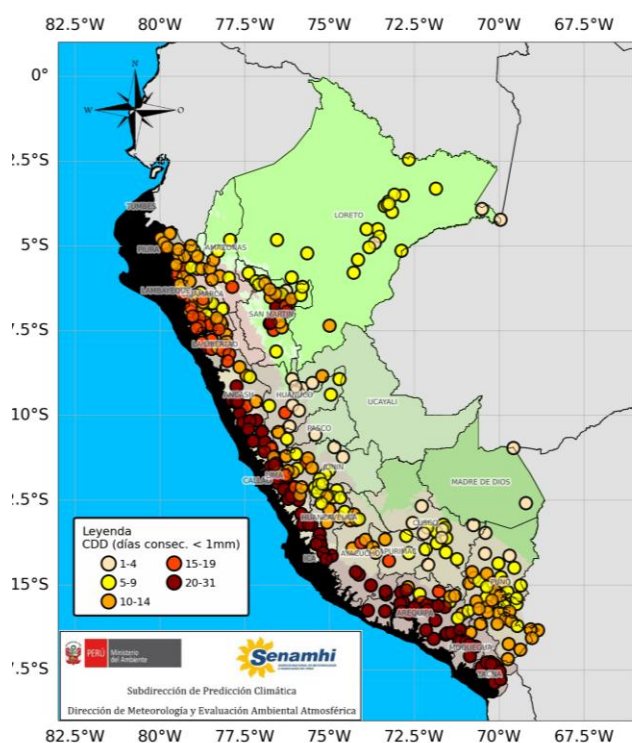 82.5°W 80°W 77.5°W 75°W 72.5°W 70°W 67.5°W
N
W
O
0°
2.5°S
LORETO
TUMBES
5°S
AMAZONAS
PIURA
LAMBAYEQUE
SAN MARTIN
7.5°S
LA LIBERTAD
ANCASH
HUANUCO
UCAYALI
10°S
PASCO
MADRE DE DIOS
JUNIN
LIMA
CALLAO
2.5°S
HUANCAVELICA
CUSCO
Leyenda
CDD (días consec. < 1mm)
1-4
15-19
5-9
20-31
10-14
ICA
AYACUCHO
APURIMAC
15°S
PUNO
AREQUIPA
MOQUEGUA
PERÚ
Ministerio
del Ambiente
Senamhi
7.5°S
TACNA
Subdirección de Predicción Climática
Dirección de Meteorología y Evaluación Ambiental Atmosférica
82.5°W 80°W 77.5°W 75°W 72.5°W 70°W 67.5°W